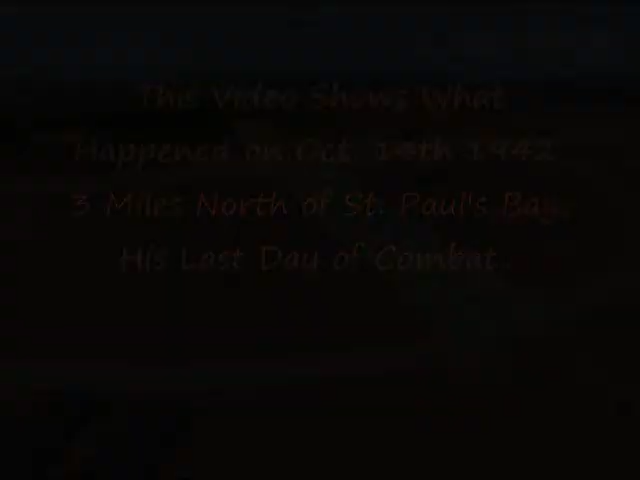 This Video Shows What
Happened on Oct. 14th 1942
3 Miles North of St. Paul's Bay.
His Last Day of Combat.